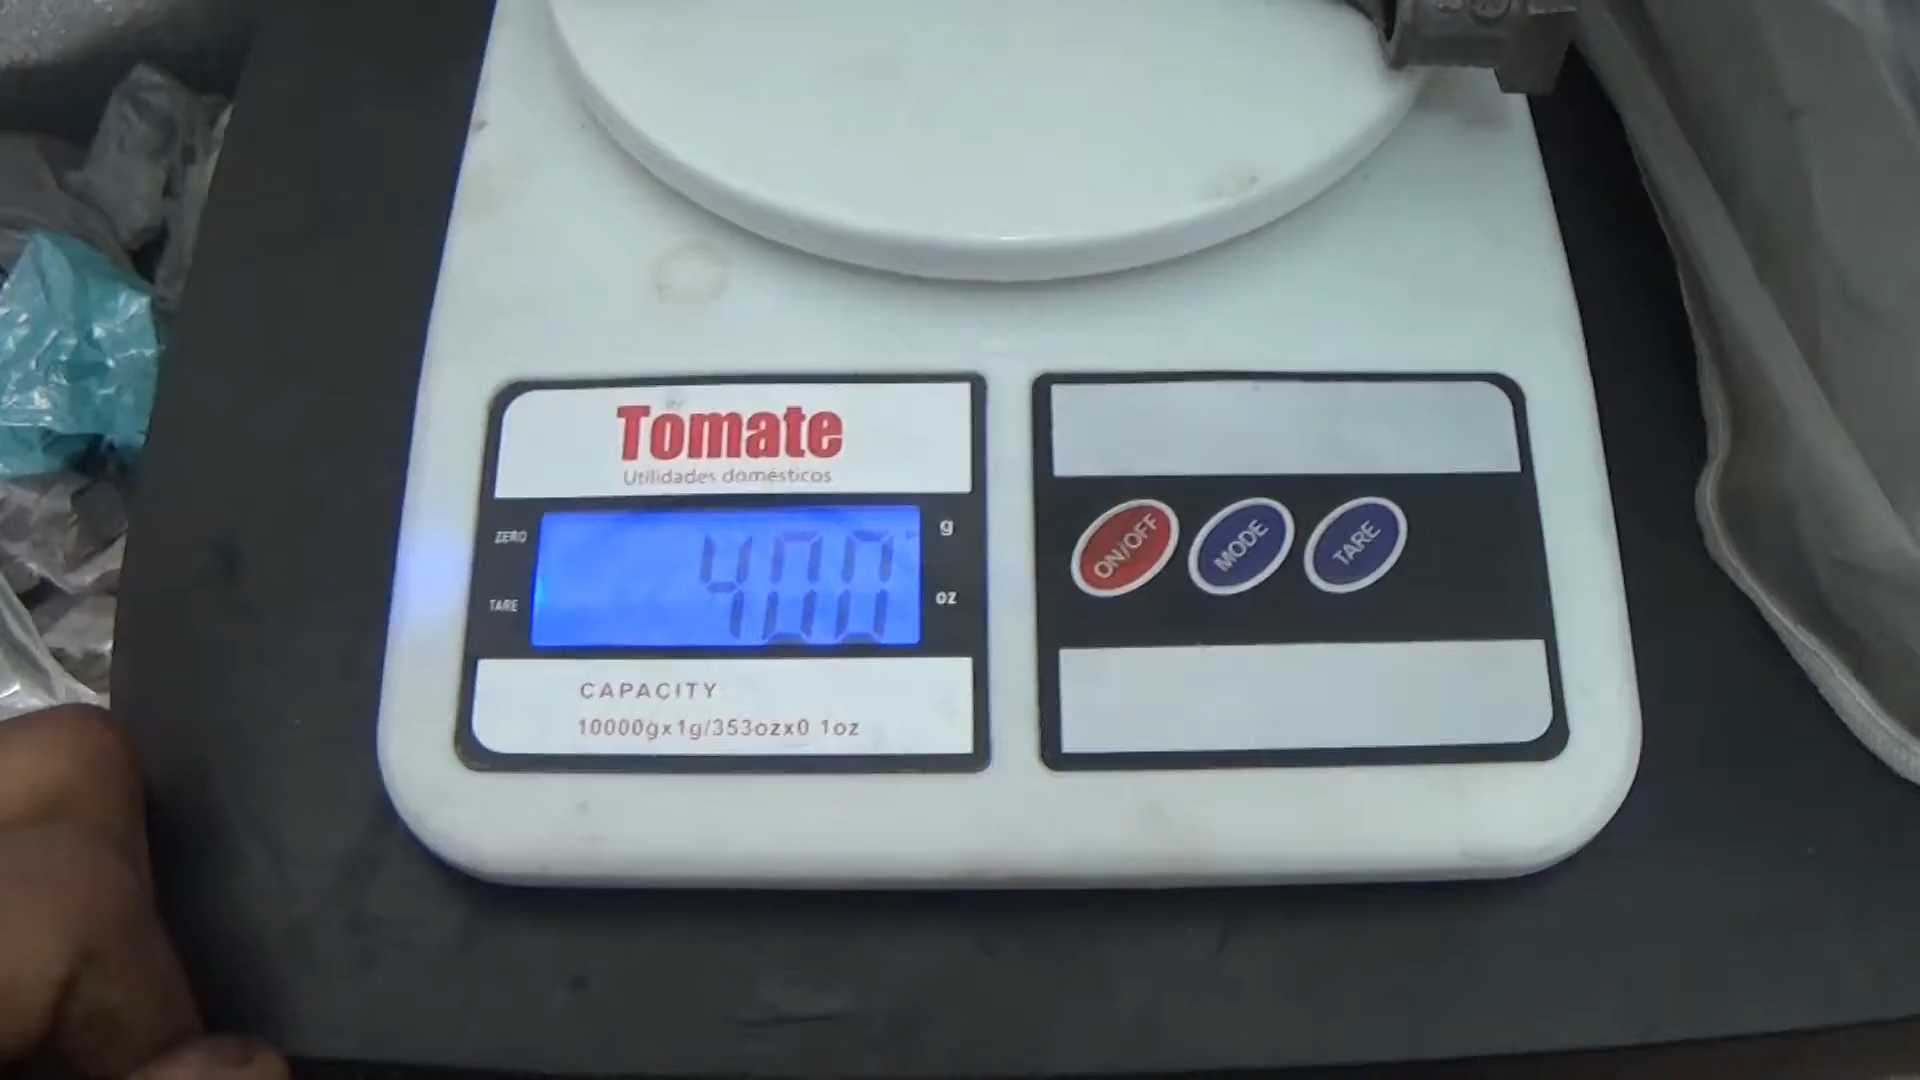 Tomate
Utilidades domésticos
ZERO
g
400
TARE
oz
CAPACITY
10000gx1g/353ozx0 1oz
ON/OFF
MODE
TARE